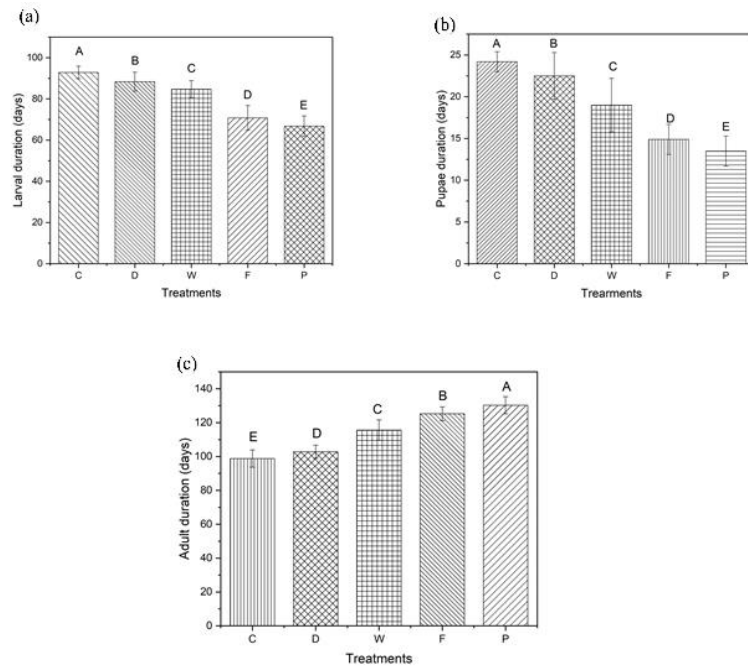 (a)
A
B
C
D
E
Larval duration (days)
100
80
60
40
20
0
C D W F P
Treatments
(b)
A
B
C
D
E
Pupae duration (days)
25
20
15
10
5
0
C D W F P
Trearments
(c)
E
D
C
B
A
Adult duration (days)
140
120
100
80
60
40
20
0
C D W F P
Treatments